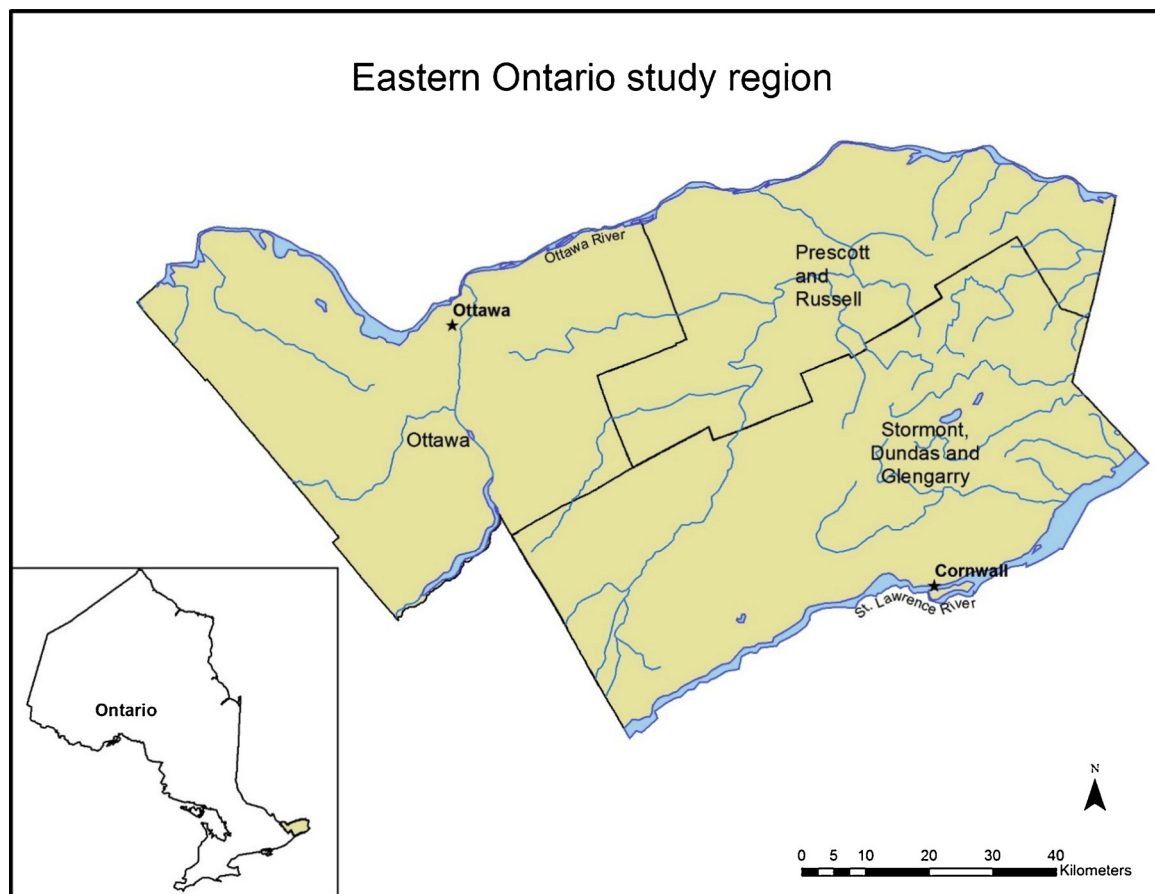 Eastern Ontario study region
Ottawa River
Prescott
and
Russell
Ottawa
Ottawa
Stormont,
Dundas and
Glengarry
Cornwall
St. Lawrence River
Ontario
N
0 5 10 20 30 40
Kilometers